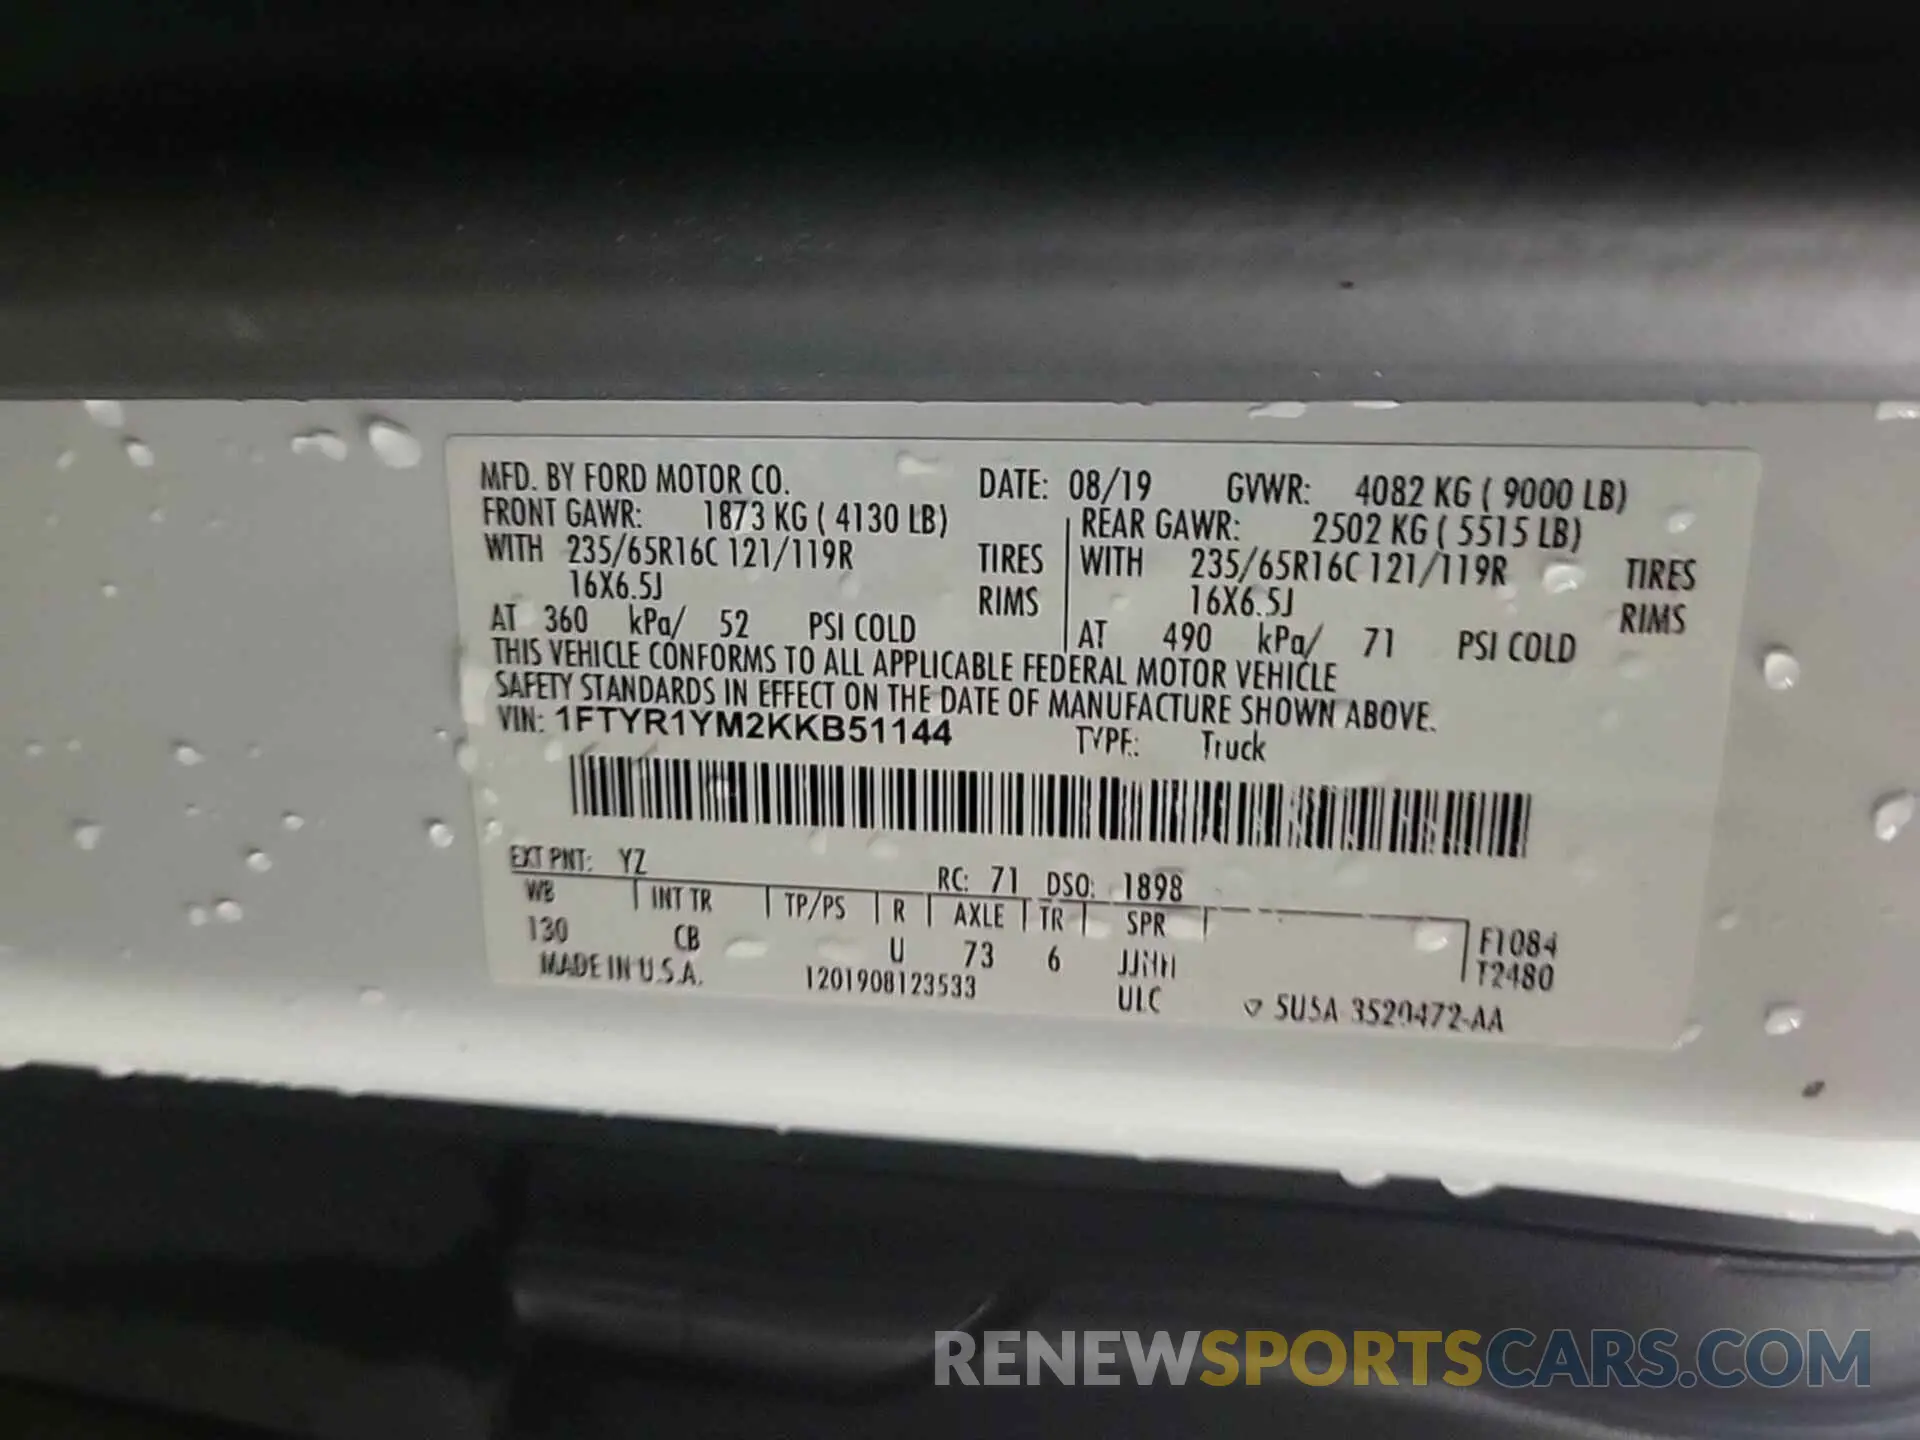 MFD. BY FORD MOTOR CO. DATE: 08/19 GVWR: 4082 KG ( 9000 LB)
FRONT GAWR: 1873 KG ( 4130 LB) REAR GAWR: 2502 KG ( 5515 LB)
WITH 235/65R16C 121/119R TIRES WITH 235/65R16C 121/119R TIRES
16X6.5J RIMS 16X6.5J RIMS
AT 360 kPa/ 52 PSI COLD AT 490 kPa/ 71 PSI COLD
THIS VEHICLE CONFORMS TO ALL APPLICABLE FEDERAL MOTOR VEHICLE
SAFETY STANDARDS IN EFFECT ON THE DATE OF MANUFACTURE SHOWN ABOVE.
VIN: 1FTYR1YM2KKB51144 TYPE: Truck
EXT PNT: YZ RC: 71 DSO: 1898
WB INT TR TP/PS R AXLE TR SPR
130 CB U 73 6 F1084
MADE IN U.S.A. 1201908123533 ULC T2480
5U5A-3520472-AA
RENEWSPORTSCARS.COM